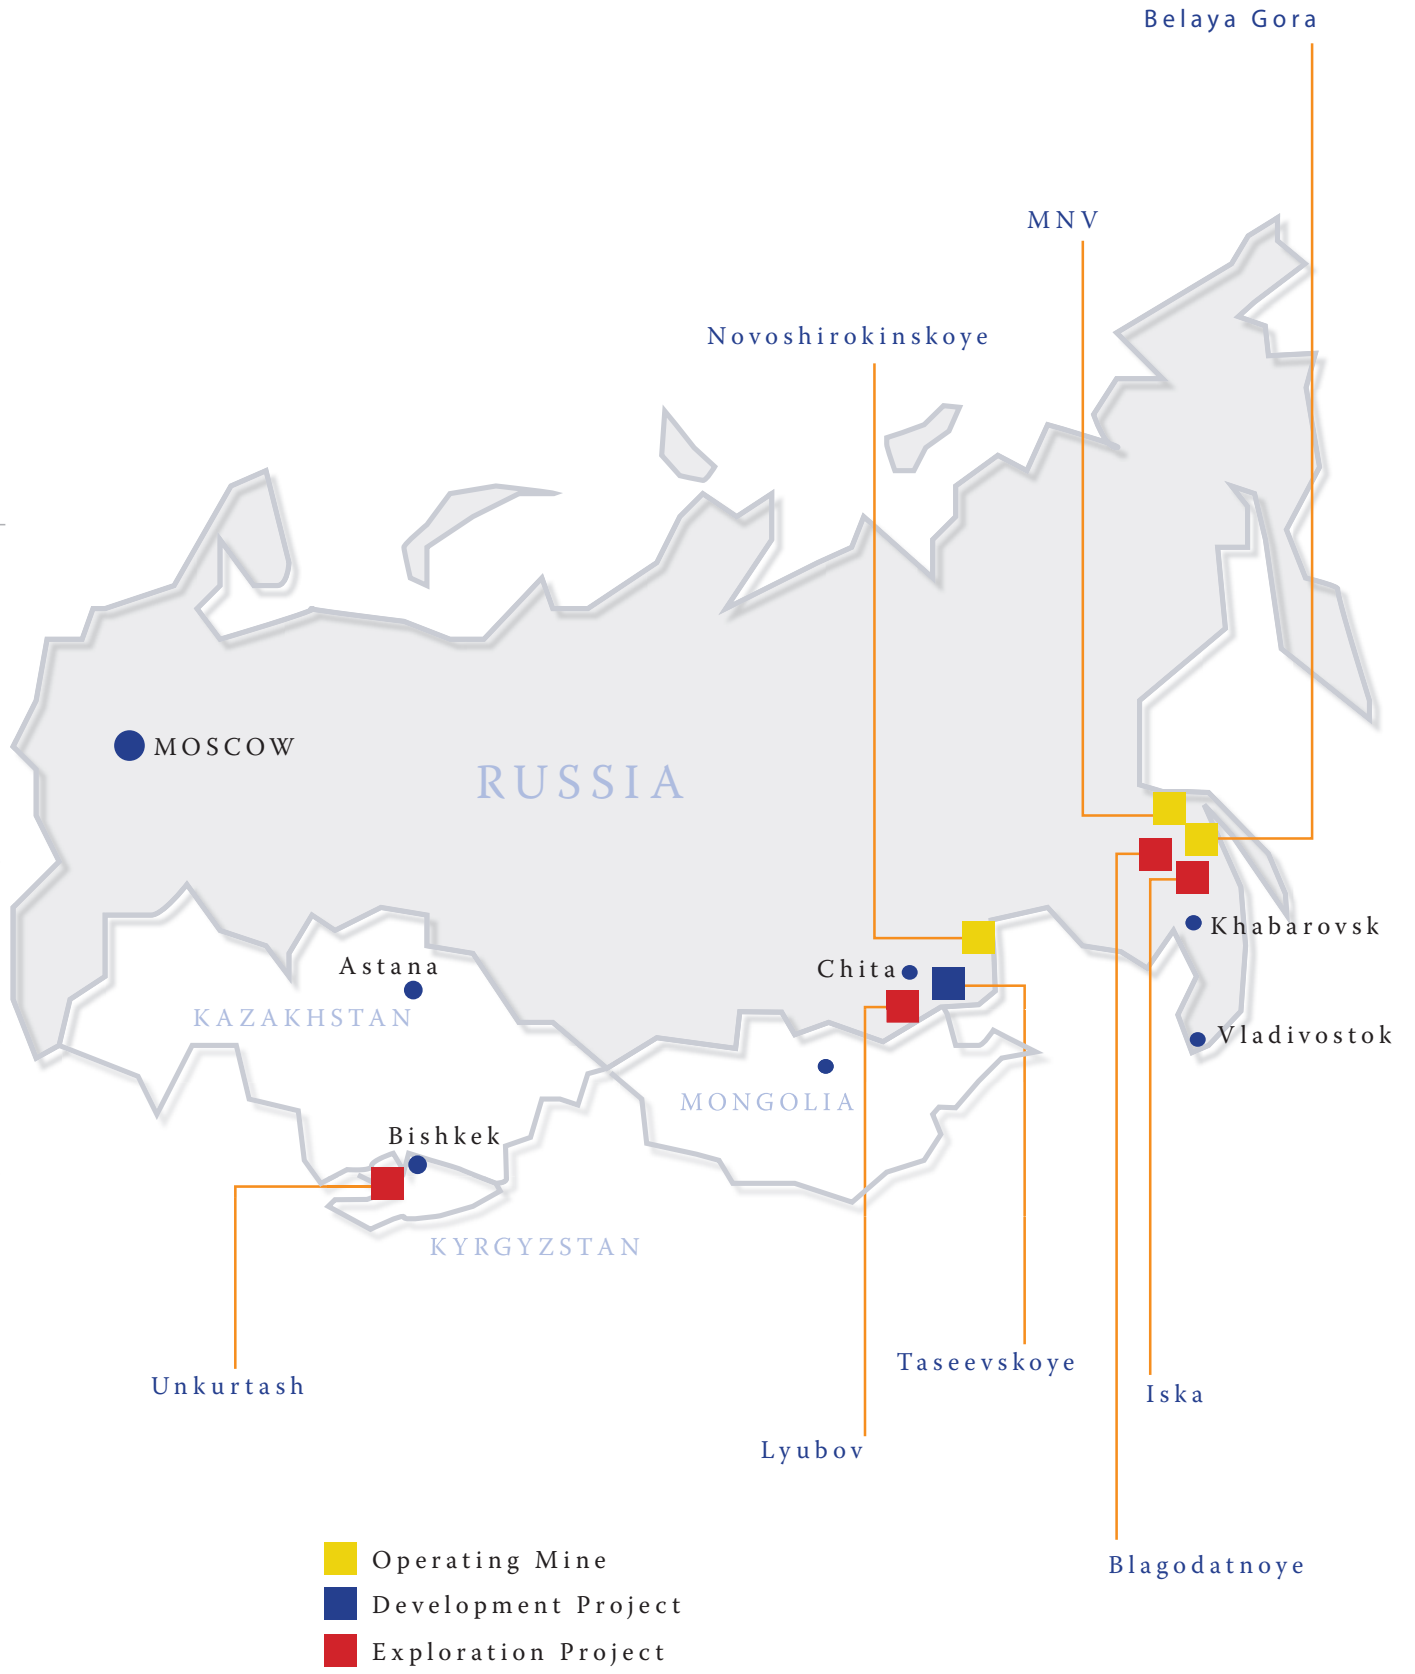 Belaya Gora
MNV
Novoshirokinskoye
MOSCOW
RUSSIA
Khabarovsk
Astana
Chita
KAZAKHSTAN
Vladivostok
MONGOLIA
Bishkek
KYRGYZSTAN
Taseevskoye
Unkurtash
Iska
Lyubov
Operating Mine
Blagodatnoye
Development Project
Exploration Project